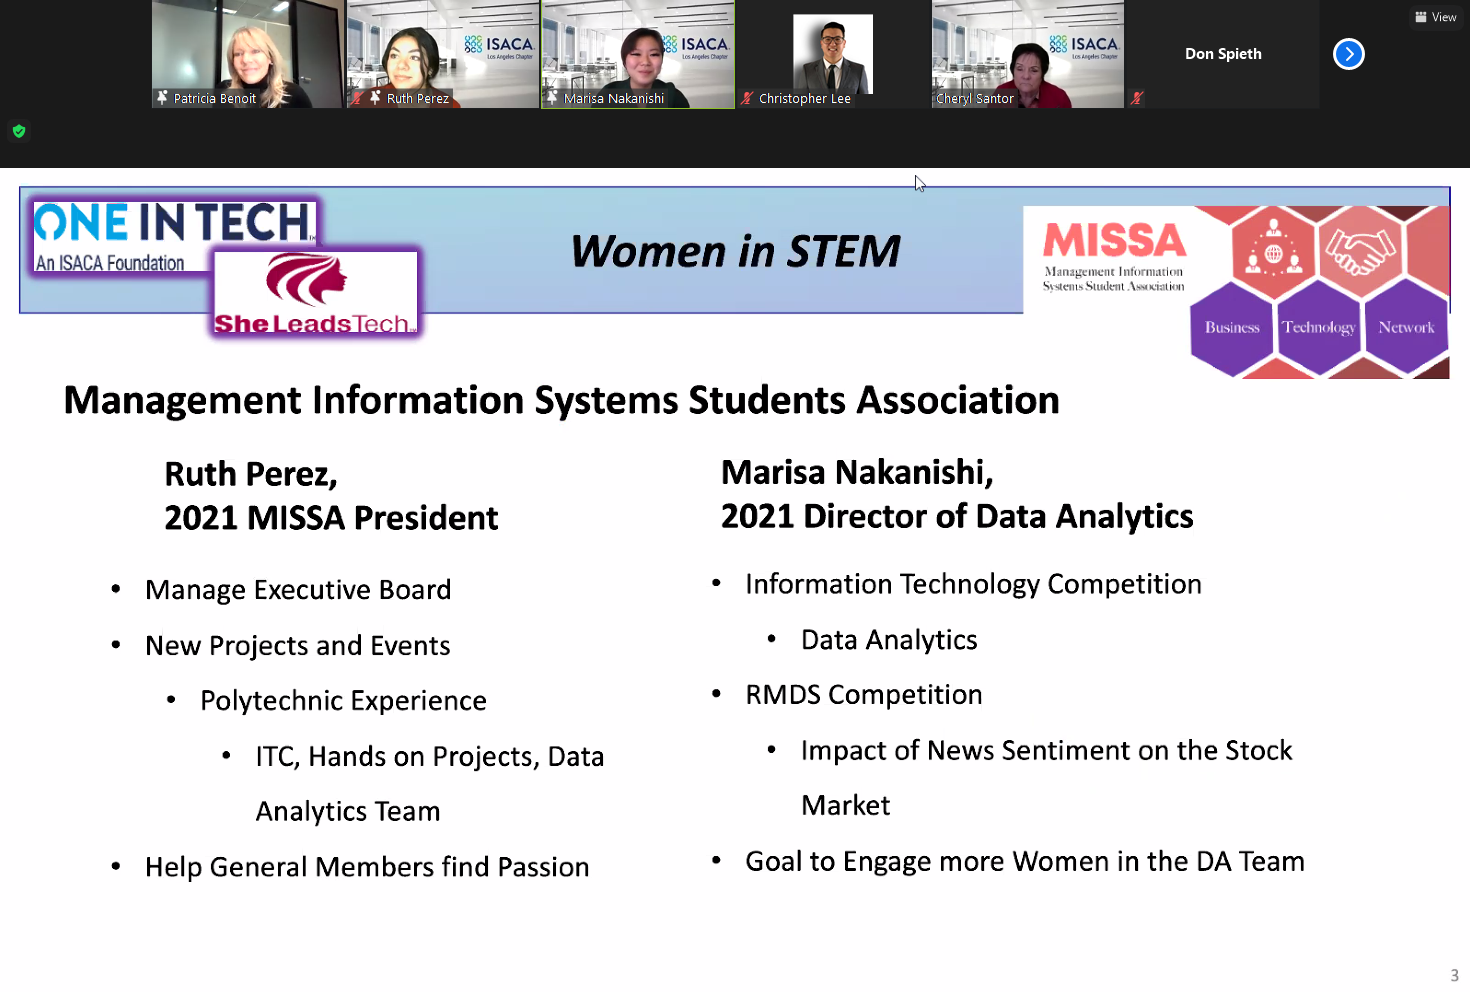 View
ISACA
Los Angeles Chapter
ISACA
Los Angeles Chapter
ISACA
Los Angeles Chapter
Don Spieth
Patricia Benoit
Ruth Perez
Marisa Nakanishi
Christopher Lee
Cheryl Santor
ONE IN TECH™
An ISACA Foundation
SheLeadsTech™
Women in STEM
MISSA
Management Information
Systems Student Association
Business
Technology
Network
Management Information Systems Students Association
Ruth Perez,
2021 MISSA President
• Manage Executive Board
• New Projects and Events
• Polytechnic Experience
• ITC, Hands on Projects, Data
Analytics Team
• Help General Members find Passion
Marisa Nakanishi,
2021 Director of Data Analytics
• Information Technology Competition
• Data Analytics
• RMDS Competition
• Impact of News Sentiment on the Stock
Market
• Goal to Engage more Women in the DA Team
3